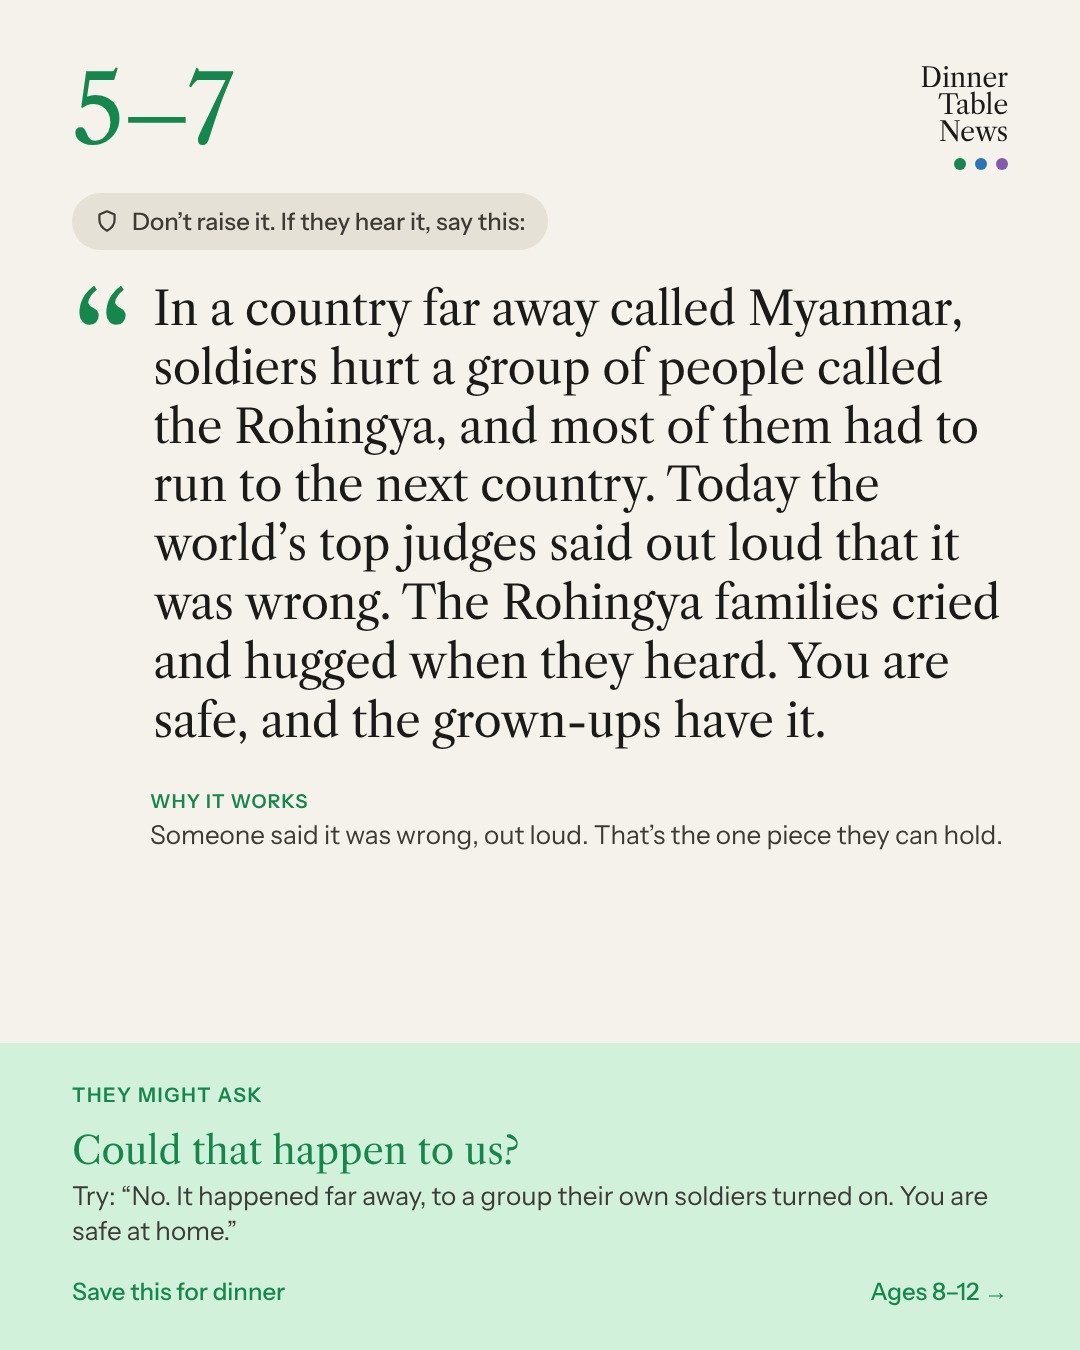 5–7
Dinner
Table
News
Don’t raise it. If they hear it, say this:
“ In a country far away called Myanmar,
soldiers hurt a group of people called
the Rohingya, and most of them had to
run to the next country. Today the
world’s top judges said out loud that it
was wrong. The Rohingya families cried
and hugged when they heard. You are
safe, and the grown-ups have it.
WHY IT WORKS
Someone said it was wrong, out loud. That’s the one piece they can hold.
THEY MIGHT ASK
Could that happen to us?
Try: “No. It happened far away, to a group their own soldiers turned on. You are
safe at home.”
Save this for dinner
Ages 8–12 →